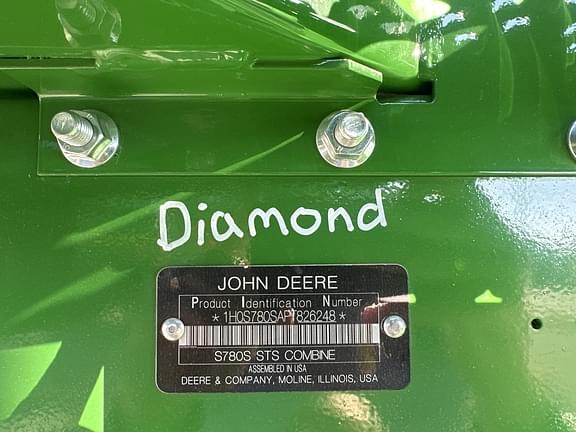 Diamond
JOHN DEERE
Product Identification Number
*1H0S780SAPT826248*
S780S STS COMBINE
ASSEMBLED IN USA
DEERE & COMPANY, MOLINE, ILLINOIS, USA